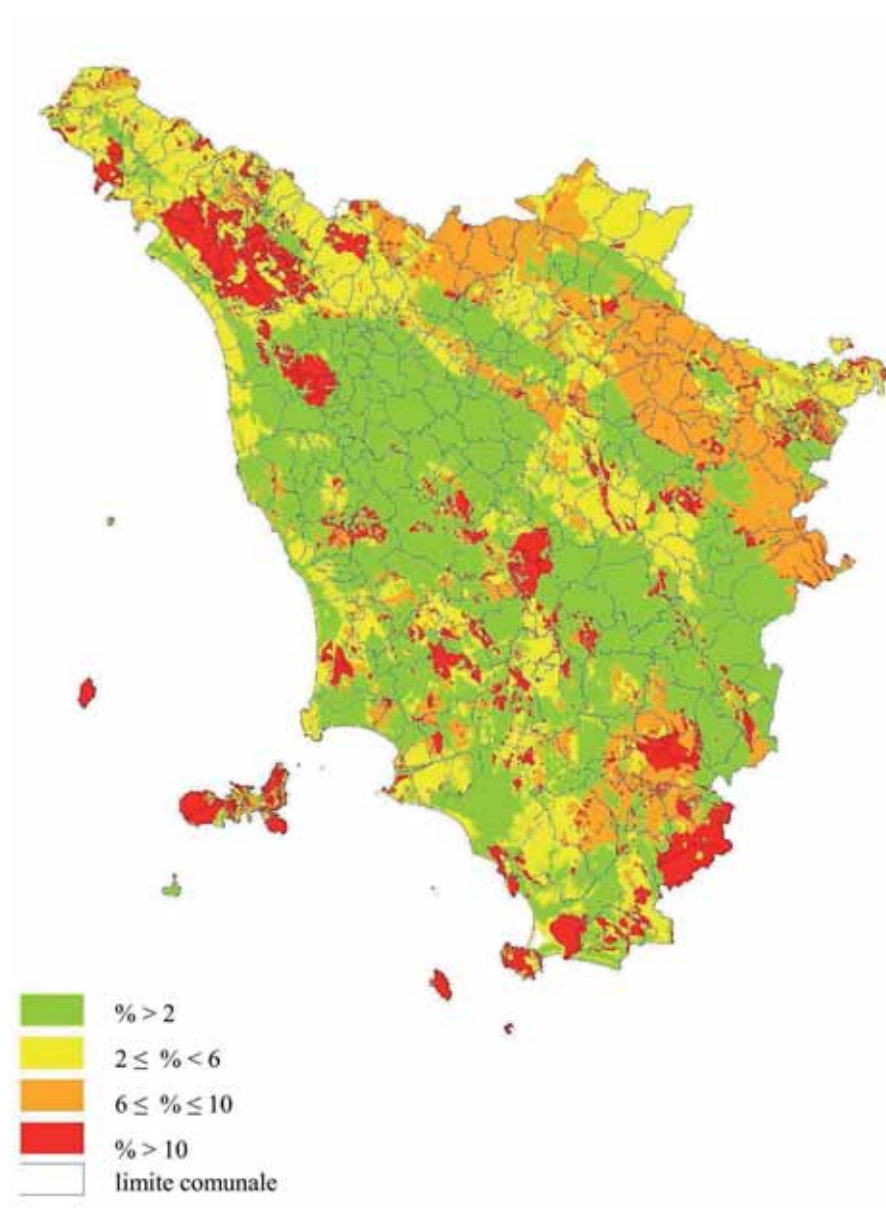 % > 2
2 ≤ % < 6
6 ≤ % ≤ 10
% > 10
limite comunale